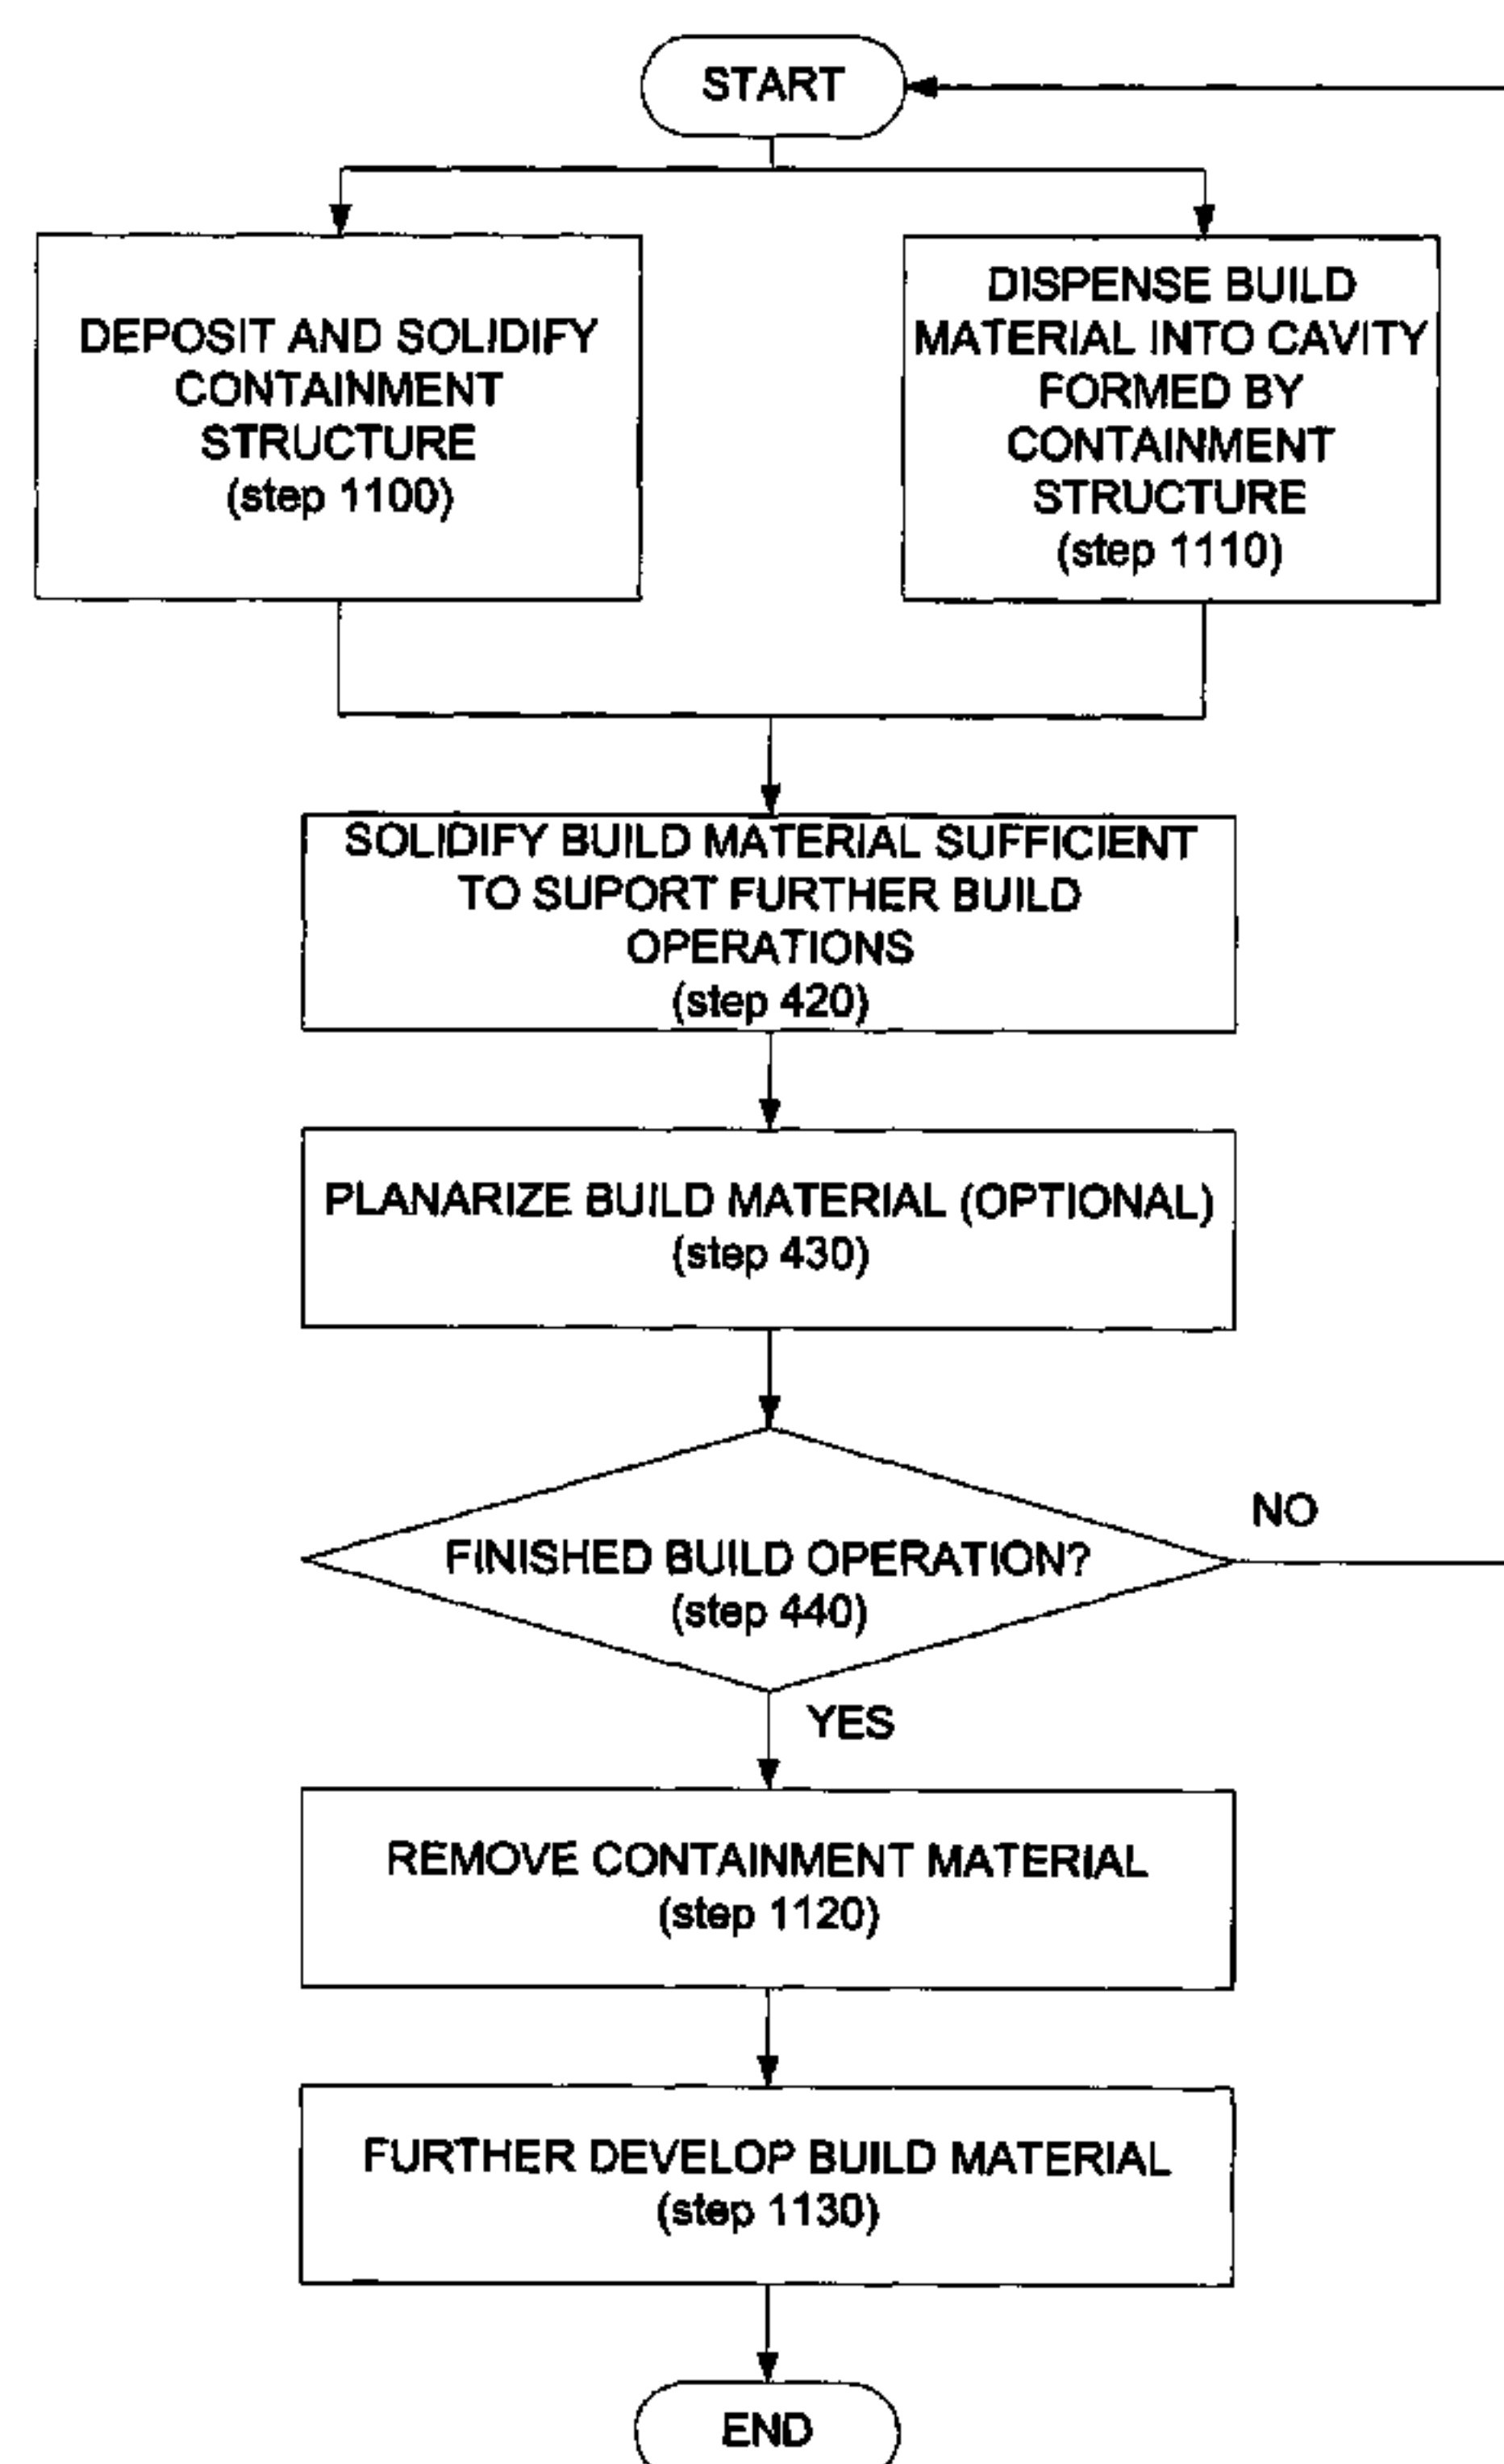 START
DEPOSIT AND SOLIDIFY
CONTAINMENT
STRUCTURE
(step 1100)
DISPENSE BUILD
MATERIAL INTO CAVITY
FORMED BY
CONTAINMENT
STRUCTURE
(step 1110)
SOLIDIFY BUILD MATERIAL SUFFICIENT
TO SUPORT FURTHER BUILD
OPERATIONS
(step 420)
PLANARIZE BUILD MATERIAL (OPTIONAL)
(step 430)
FINISHED BUILD OPERATION?
(step 440)
NO
YES
REMOVE CONTAINMENT MATERIAL
(step 1120)
FURTHER DEVELOP BUILD MATERIAL
(step 1130)
END